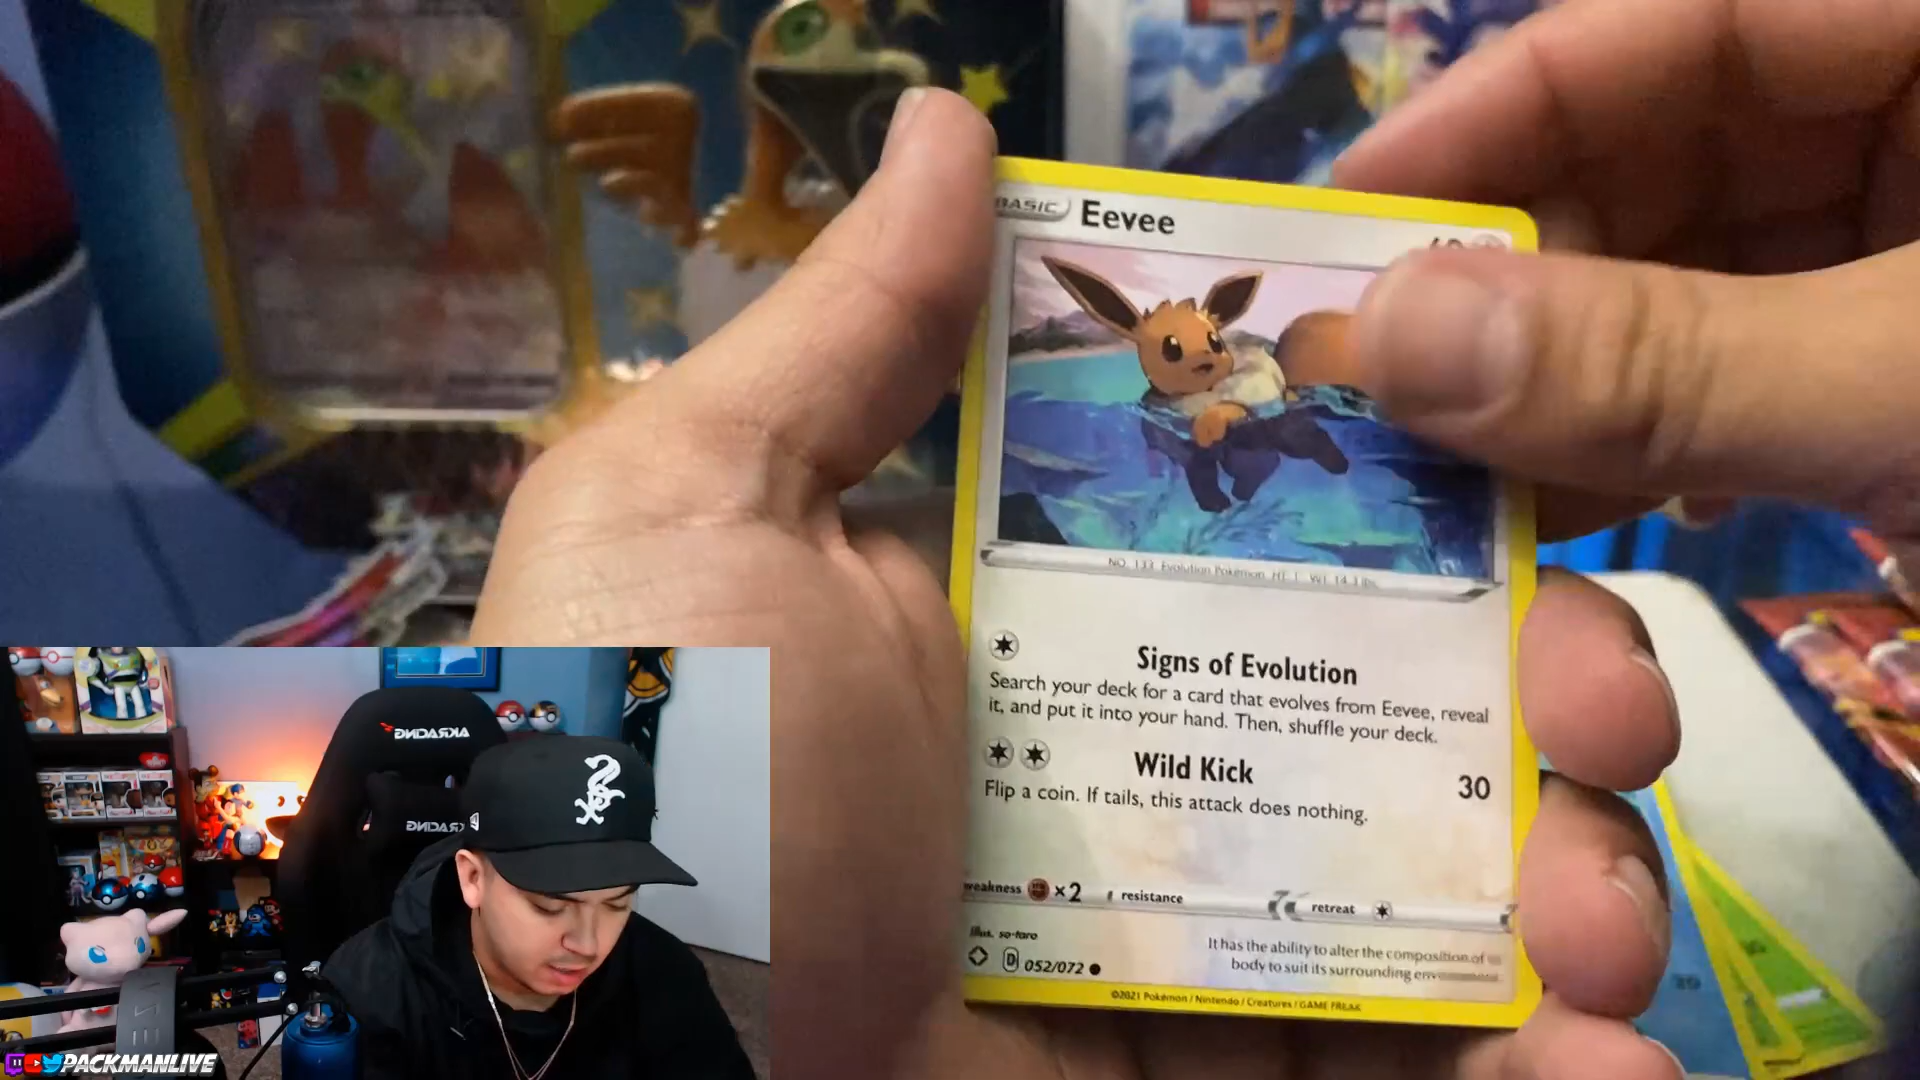 BASIC Eevee
NO. 133 Evolution Pokémon HT: 1' WT: 14.3 lbs.
Signs of Evolution
Search your deck for a card that evolves from Eevee, reveal
it, and put it into your hand. Then, shuffle your deck.
Wild Kick
30
Flip a coin. If tails, this attack does nothing.
weakness ×2 resistance retreat
illus. so-taro
D 052/072
It has the ability to alter the composition of
body to suit its surrounding
©2021 Pokémon / Nintendo / Creatures / GAME FREAK
AKRACING
PACKMANLIVE